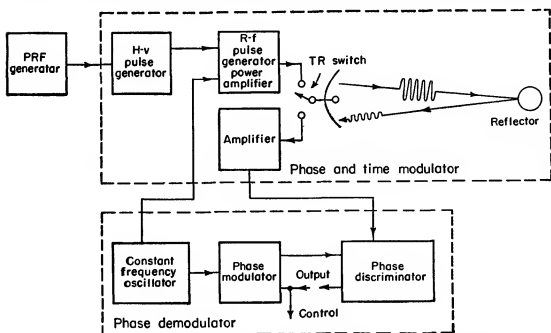 PRF
generatar
H-v
pulse
generator
R-f
pulse
generator
power
amplifier
TR switch
Reflector
Amplifier
Phase and time modulator
Constant
frequency
oscillator
Phase
modulator
Output
Phase
discriminator
Control
Phase demodulator